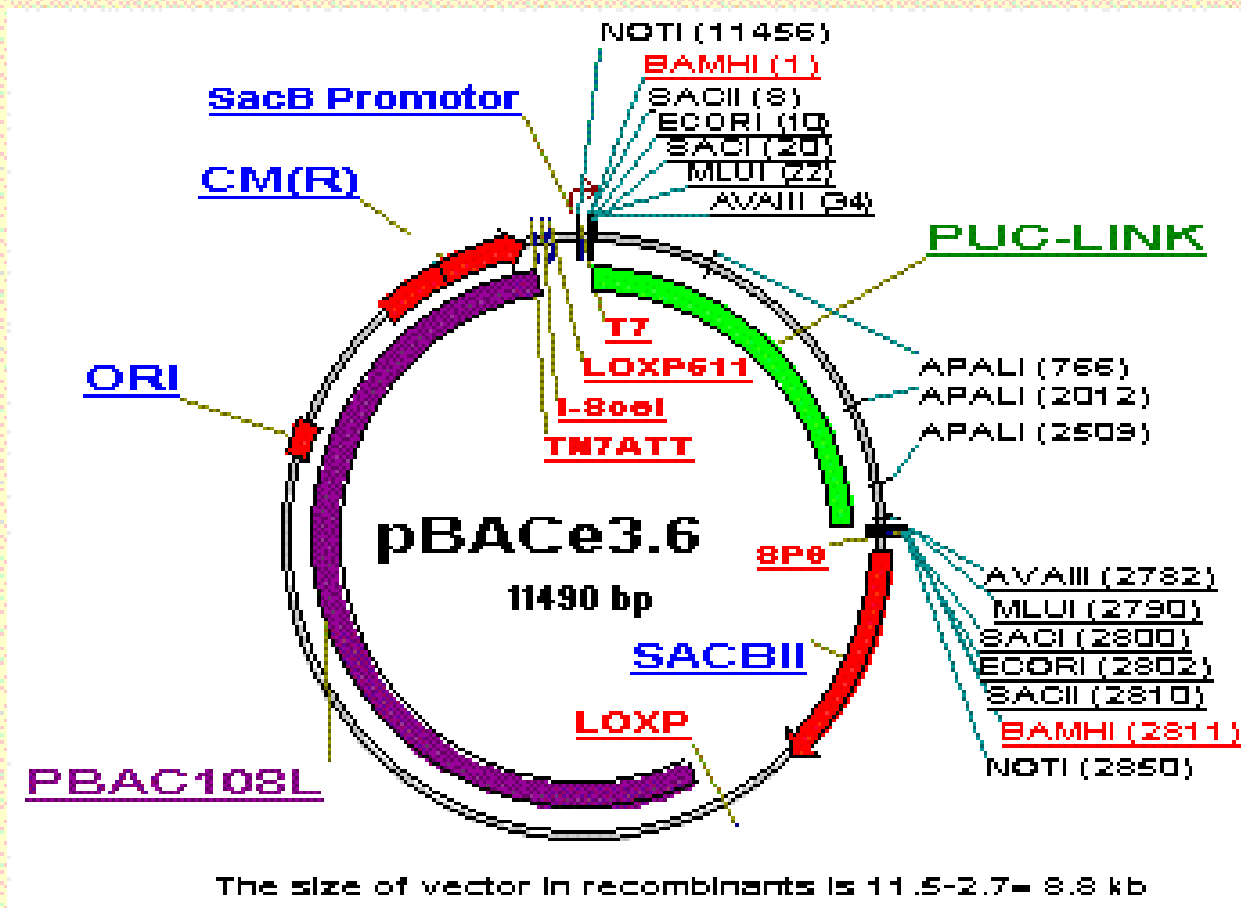 NOTI (11456)
BAMHI (1)
SacB Promotor
SACII (8)
ECORI (10)
SACI (20)
MLUI (22)
AVAIII (34)
CM(R)
PUC-LINK
T7
LOXP511
APALI (766)
APALI (2012)
APALI (2509)
ORI
I-SceI
TN7ATT
pBACe3.6
11490 bp
SP6
AVAIII (2782)
MLUI (2790)
SACI (2800)
ECORI (2802)
SACII (2810)
BAMHI (2811)
NOTI (2850)
SACBII
LOXP
PBAC108L
The size of vector in recombinants is 11.5-2.7= 8.8 kb